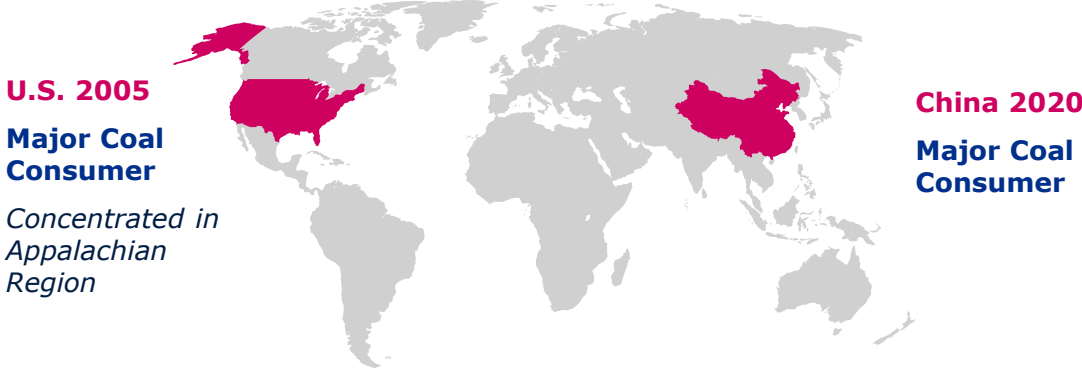 U.S. 2005
Major Coal
Consumer
Concentrated in
Appalachian
Region
China 2020
Major Coal
Consumer